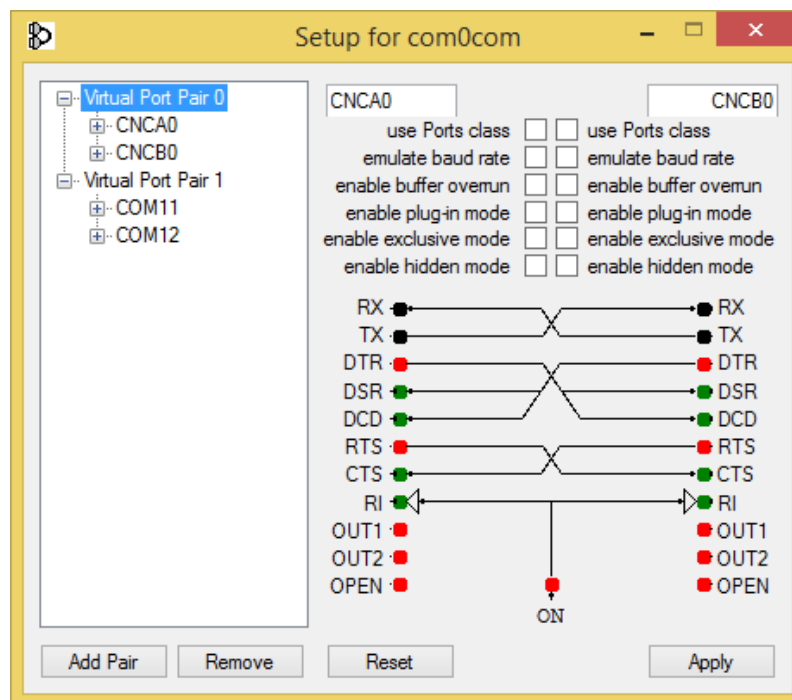 Setup for com0com
Virtual Port Pair 0
CNCA0
CNCB0
Virtual Port Pair 1
COM11
COM12
CNCA0 CNCB0
use Ports class use Ports class
emulate baud rate emulate baud rate
enable buffer overrun enable buffer overrun
enable plug-in mode enable plug-in mode
enable exclusive mode enable exclusive mode
enable hidden mode enable hidden mode
RX RX
TX TX
DTR DTR
DSR DSR
DCD DCD
RTS RTS
CTS CTS
RI RI
OUT1 OUT1
OUT2 OUT2
OPEN OPEN
ON
Add Pair Remove Reset Apply